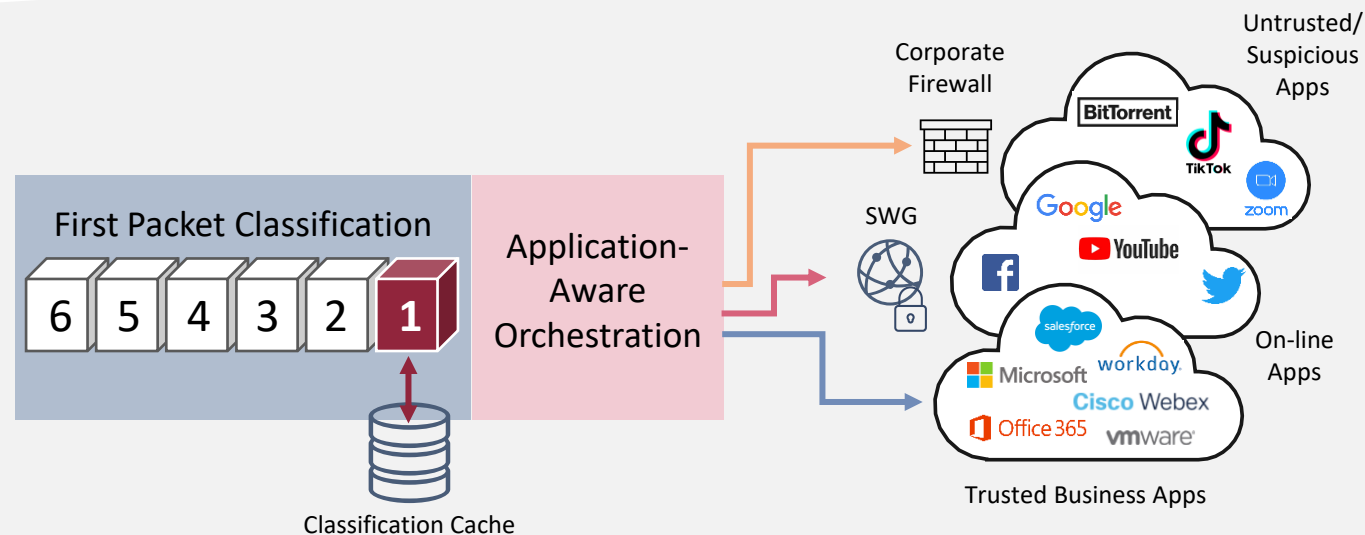 First Packet Classification
6 5 4 3 2 1
Classification Cache
Application-
Aware
Orchestration
Corporate
Firewall
SWG
Untrusted/
Suspicious
Apps
BitTorrent
TikTok
zoom
Google
YouTube
f
On-line
Apps
salesforce
Microsoft
workday.
Cisco Webex
Office 365
vmware
Trusted Business Apps